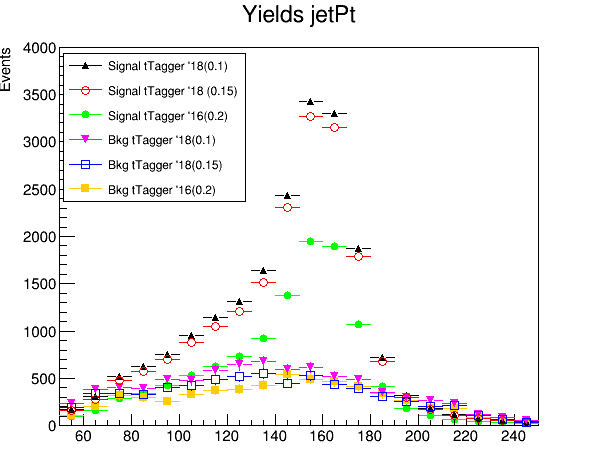 Yields jetPt
Events
4000
3500
3000
2500
2000
1500
1000
500
0
Signal tTagger '18(0.1)
Signal tTagger '18 (0.15)
Signal tTagger '16(0.2)
Bkg tTagger '18(0.1)
Bkg tTagger '18(0.15)
Bkg tTagger '16(0.2)
60 80 100 120 140 160 180 200 220 240